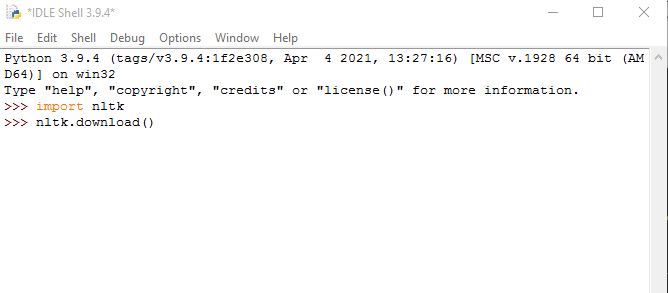 *IDLE Shell 3.9.4*
File Edit Shell Debug Options Window Help
Python 3.9.4 (tags/v3.9.4:1f2e308, Apr  4 2021, 13:27:16) [MSC v.1928 64 bit (AM
D64)] on win32
Type "help", "copyright", "credits" or "license()" for more information.
>>> import nltk
>>> nltk.download()